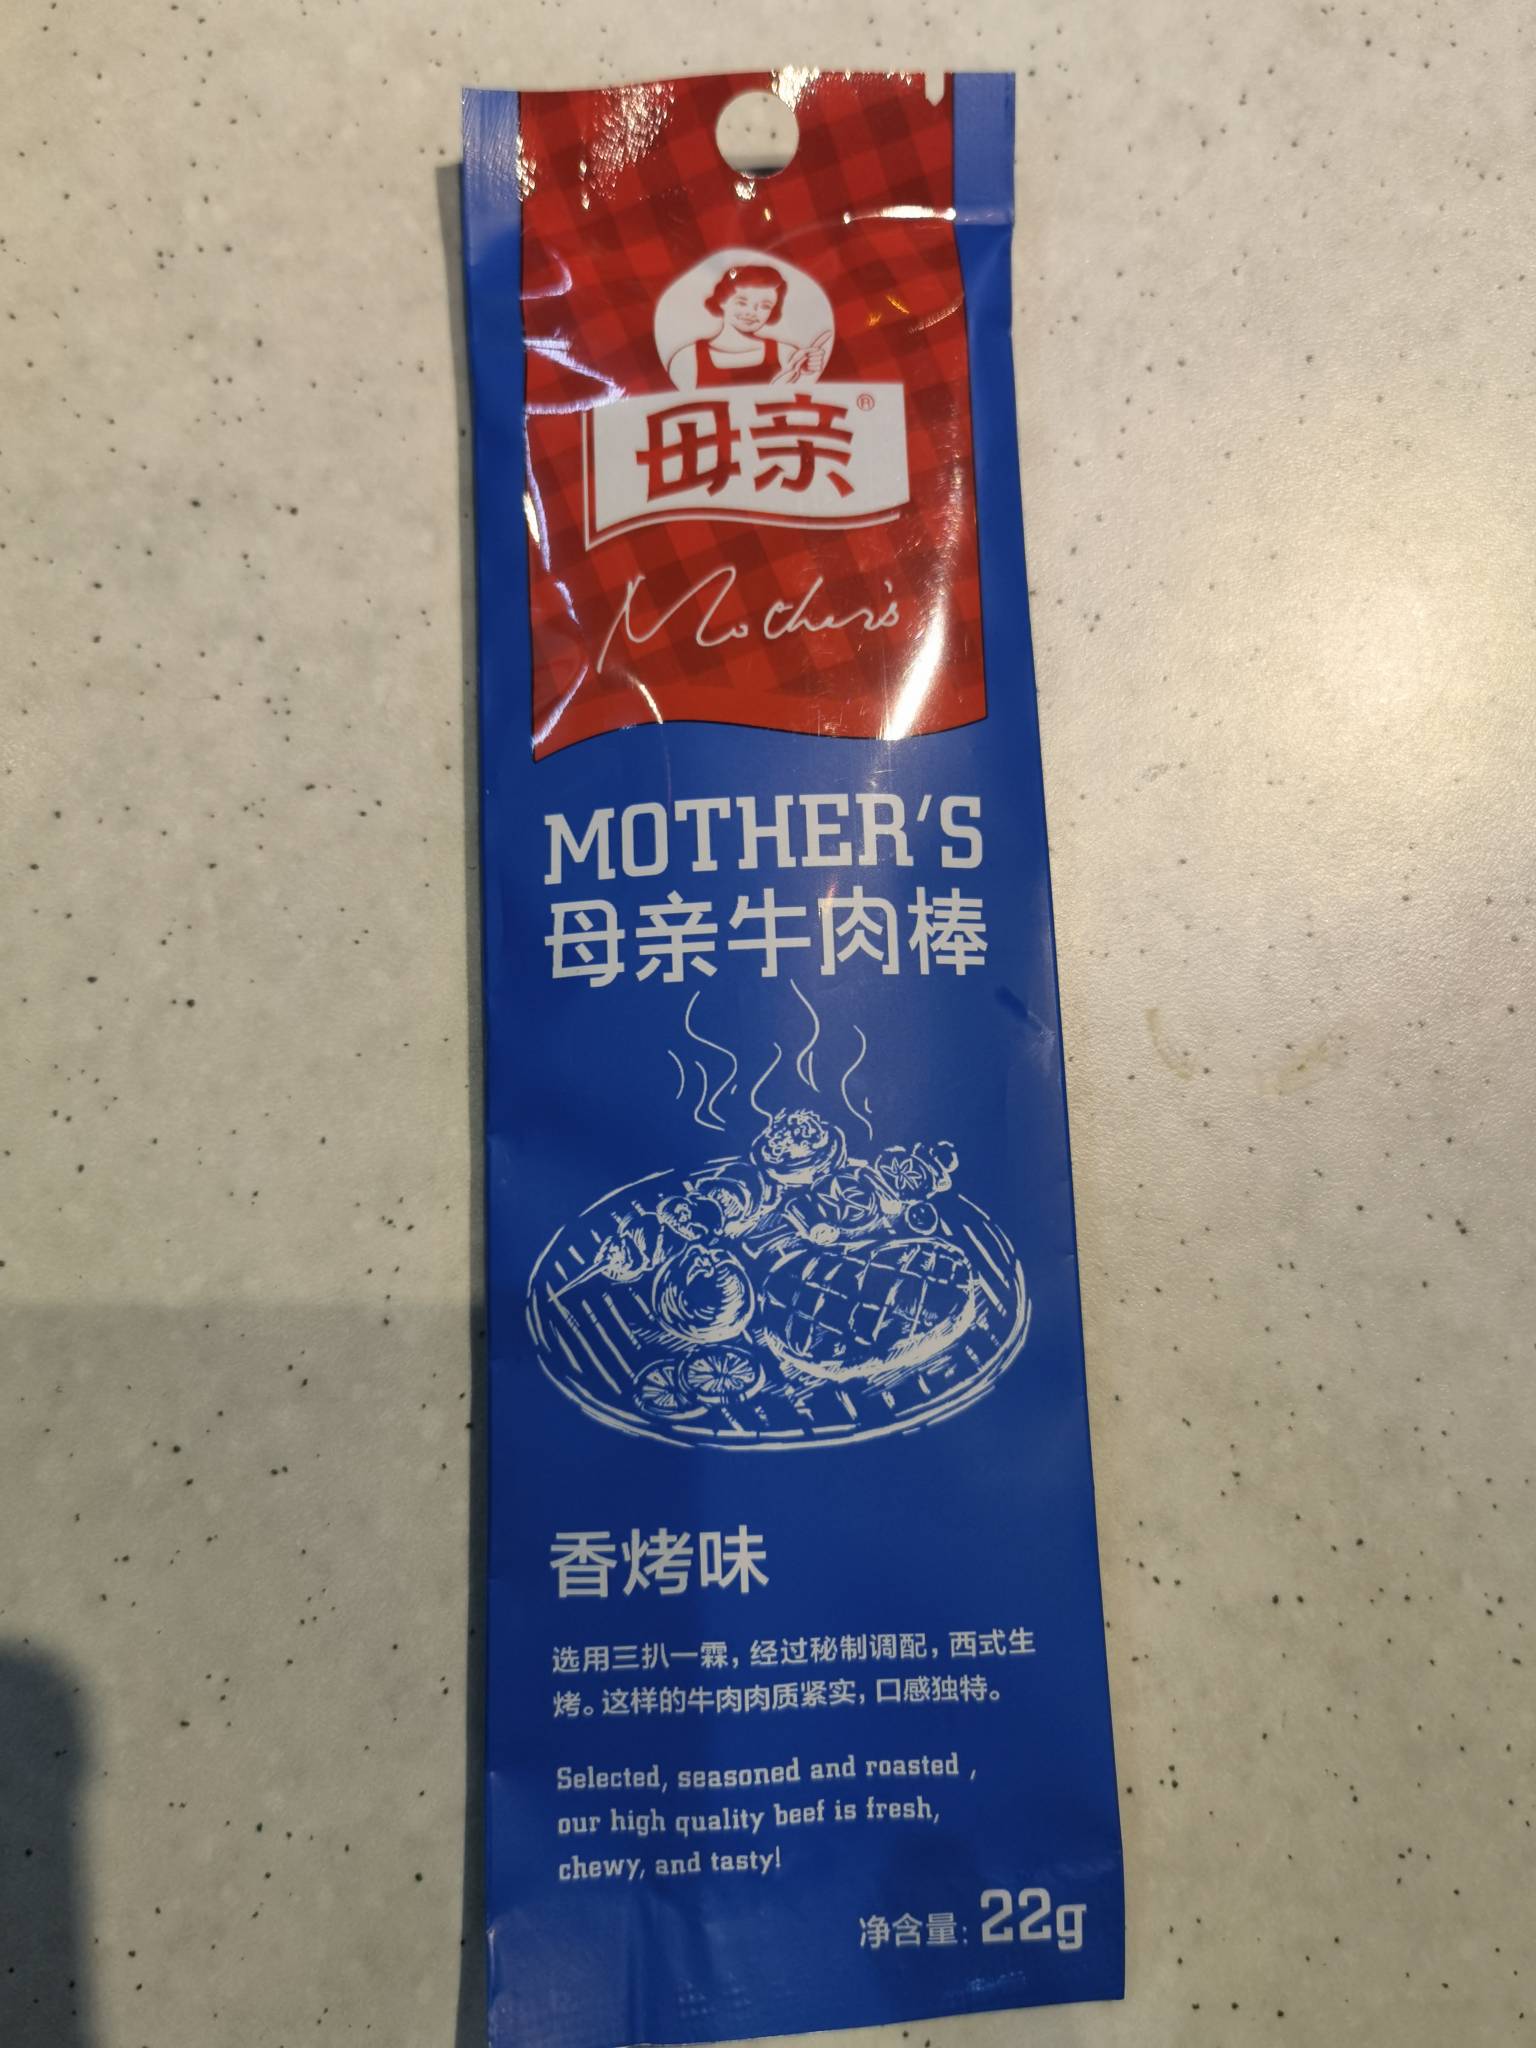 母亲®
Mother's
MOTHER'S
母亲牛肉棒
香烤味
选用三扒一霖，经过秘制调配，西式生
烤。这样的牛肉肉质紧实，口感独特。
Selected, seasoned and roasted ,
our high quality beef is fresh,
chewy, and tasty!
净含量: 22g